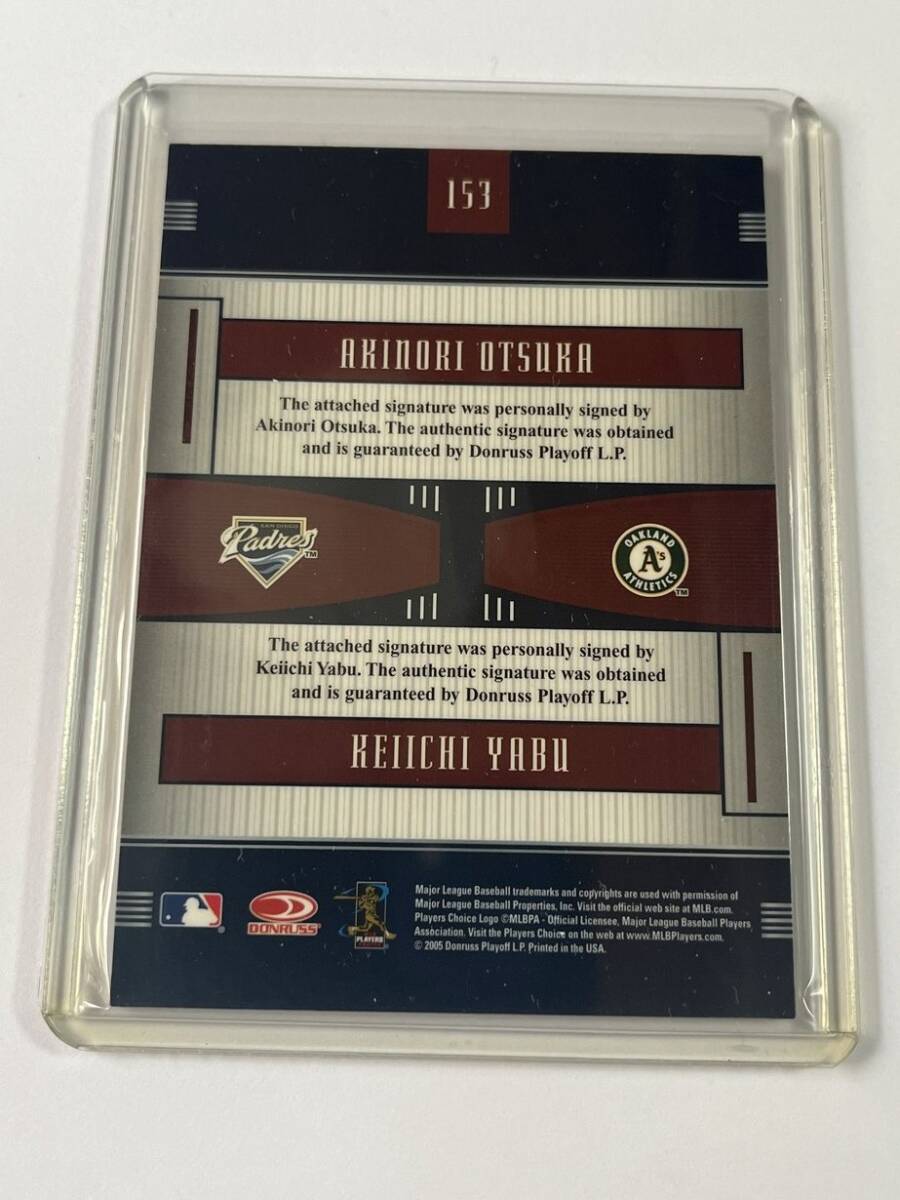 153
AKINORI OTSUKA
The attached signature was personally signed by
Akinori Otsuka. The authentic signature was obtained
and is guaranteed by Donruss Playoff L.P.
SAN DIEGO
Padres TM
OAKLAND
A's
ATHLETICS TM
The attached signature was personally signed by
Keiichi Yabu. The authentic signature was obtained
and is guaranteed by Donruss Playoff L.P.
KEIICHI YABU
DONRUSS
PLAYERS
Major League Baseball trademarks and copyrights are used with permission of
Major League Baseball Properties, Inc. Visit the official web site at MLB.com.
Players Choice Logo ©MLBPA - Official Licensee, Major League Baseball Players
Association. Visit the Players Choice on the web at www.MLBPlayers.com.
© 2005 Donruss Playoff L.P. Printed in the USA.